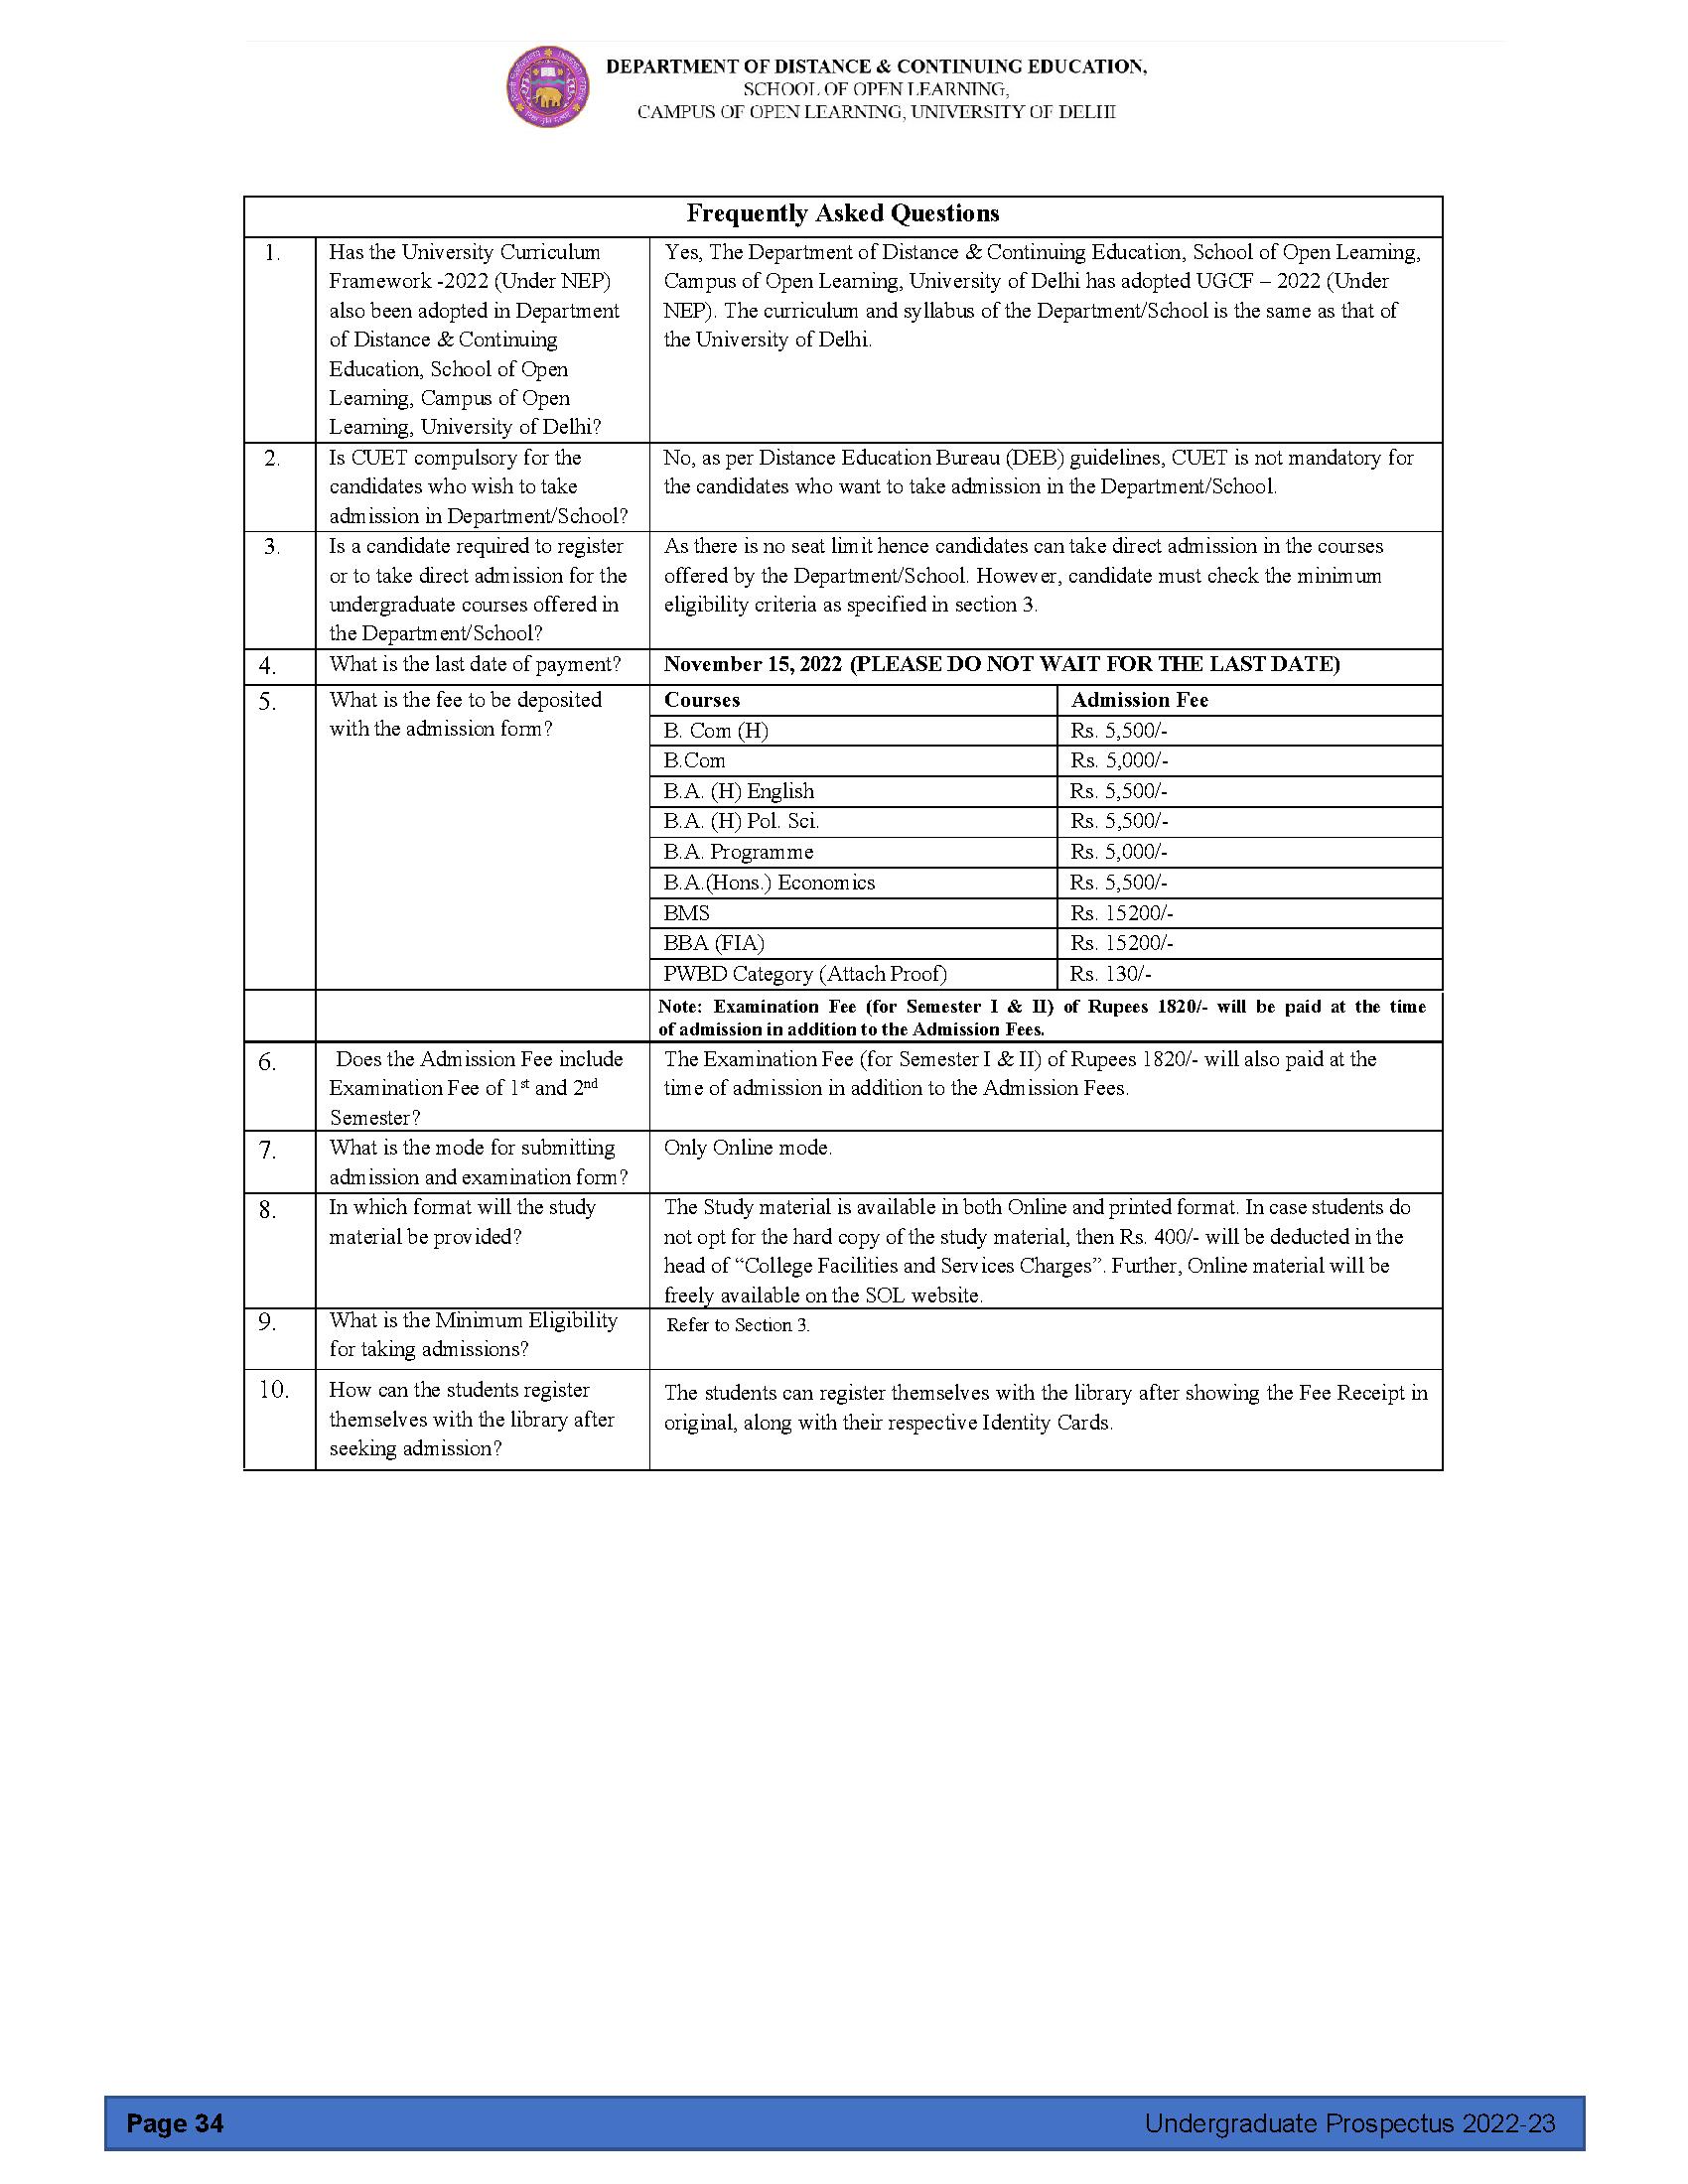 DEPARTMENT OF DISTANCE & CONTINUING EDUCATION,
SCHOOL OF OPEN LEARNING,
CAMPUS OF OPEN LEARNING, UNIVERSITY OF DELHI
Frequently Asked Questions
1.
Has the University Curriculum
Framework -2022 (Under NEP)
also been adopted in Department
of Distance & Continuing
Education, School of Open
Learning, Campus of Open
Learning, University of Delhi?
Yes, The Department of Distance & Continuing Education, School of Open Learning,
Campus of Open Learning, University of Delhi has adopted UGCF – 2022 (Under
NEP). The curriculum and syllabus of the Department/School is the same as that of
the University of Delhi.
2.
Is CUET compulsory for the
candidates who wish to take
admission in Department/School?
No, as per Distance Education Bureau (DEB) guidelines, CUET is not mandatory for
the candidates who want to take admission in the Department/School.
3.
Is a candidate required to register
or to take direct admission for the
undergraduate courses offered in
the Department/School?
As there is no seat limit hence candidates can take direct admission in the courses
offered by the Department/School. However, candidate must check the minimum
eligibility criteria as specified in section 3.
4.
What is the last date of payment?
November 15, 2022 (PLEASE DO NOT WAIT FOR THE LAST DATE)
5.
What is the fee to be deposited
with the admission form?
Courses Admission Fee
B. Com (H) Rs. 5,500/-
B.Com Rs. 5,000/-
B.A. (H) English Rs. 5,500/-
B.A. (H) Pol. Sci. Rs. 5,500/-
B.A. Programme Rs. 5,000/-
B.A.(Hons.) Economics Rs. 5,500/-
BMS Rs. 15200/-
BBA (FIA) Rs. 15200/-
PWBD Category (Attach Proof) Rs. 130/-
Note: Examination Fee (for Semester I & II) of Rupees 1820/- will be paid at the time
of admission in addition to the Admission Fees.
6.
Does the Admission Fee include
Examination Fee of 1st and 2nd
Semester?
The Examination Fee (for Semester I & II) of Rupees 1820/- will also paid at the
time of admission in addition to the Admission Fees.
7.
What is the mode for submitting
admission and examination form?
Only Online mode.
8.
In which format will the study
material be provided?
The Study material is available in both Online and printed format. In case students do
not opt for the hard copy of the study material, then Rs. 400/- will be deducted in the
head of “College Facilities and Services Charges”. Further, Online material will be
freely available on the SOL website.
9.
What is the Minimum Eligibility
for taking admissions?
Refer to Section 3.
10.
How can the students register
themselves with the library after
seeking admission?
The students can register themselves with the library after showing the Fee Receipt in
original, along with their respective Identity Cards.
Page 34
Undergraduate Prospectus 2022-23